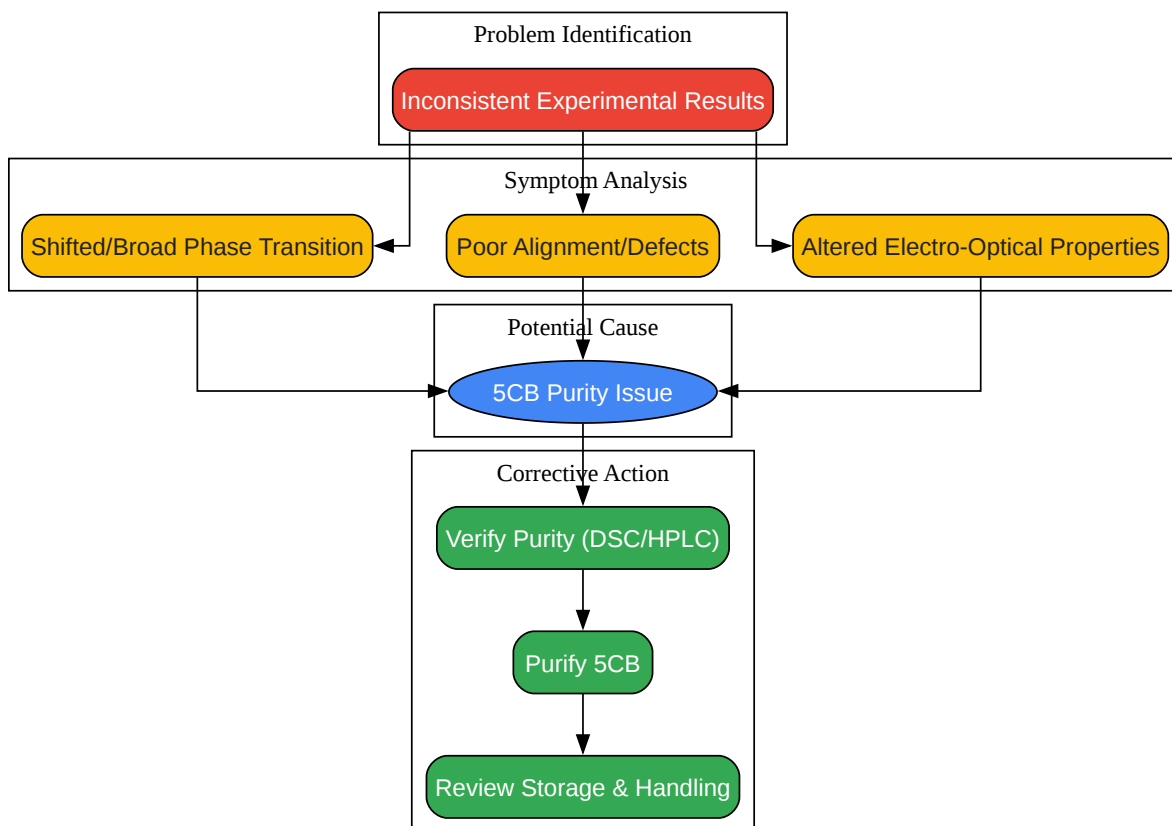 Problem Identification
Inconsistent Experimental Results
Symptom Analysis
Shifted/Broad Phase Transition
Poor Alignment/Defects
Altered Electro-Optical Properties
Potential Cause
5CB Purity Issue
Corrective Action
Verify Purity (DSC/HPLC)
Purify 5CB
Review Storage & Handling